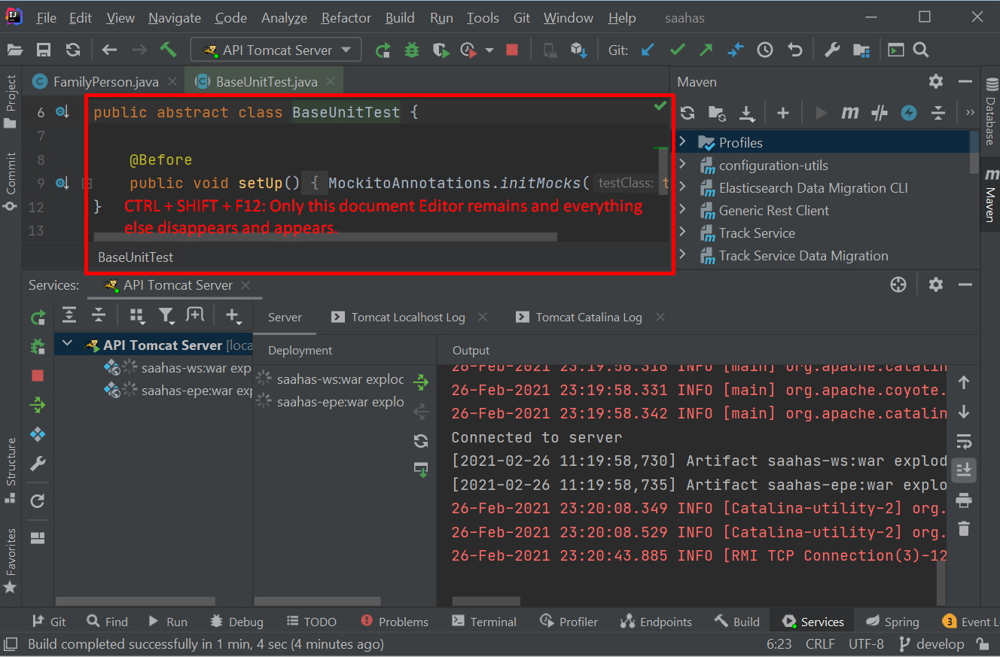 File Edit View Navigate Code Analyze Refactor Build Run Tools Git Window Help saahas
API Tomcat Server Git:
Project
Commit
Structure
Favorites
FamilyPerson.java BaseUnitTest.java
6 public abstract class BaseUnitTest {
7
8 @Before
9 public void setUp() { MockitoAnnotations.initMocks( testClass: t
12 }
13
CTRL + SHIFT + F12: Only this document Editor remains and everything
else disappears and appears.
BaseUnitTest
Maven
Profiles
configuration-utils
Elasticsearch Data Migration CLI
Generic Rest Client
Track Service
Track Service Data Migration
Database
Maven
Services: API Tomcat Server
Server Tomcat Localhost Log Tomcat Catalina Log
API Tomcat Server [loca
saahas-ws:war exp
saahas-epe:war exp
Deployment
saahas-ws:war exploc
saahas-epe:war explo
Output
26-Feb-2021 23:19:58.318 INFO [main] org.apache.catalin
26-Feb-2021 23:19:58.331 INFO [main] org.apache.coyote.
26-Feb-2021 23:19:58.342 INFO [main] org.apache.catalin
Connected to server
[2021-02-26 11:19:58,730] Artifact saahas-ws:war explod
[2021-02-26 11:19:58,735] Artifact saahas-epe:war explo
26-Feb-2021 23:20:08.349 INFO [Catalina-utility-2] org.
26-Feb-2021 23:20:08.529 INFO [Catalina-utility-2] org.
26-Feb-2021 23:20:43.885 INFO [RMI TCP Connection(3)-12
Git Find Run Debug TODO Problems Terminal Profiler Endpoints Build Services Spring 3 Event L
Build completed successfully in 1 min, 4 sec (4 minutes ago) 6:23 CRLF UTF-8 develop